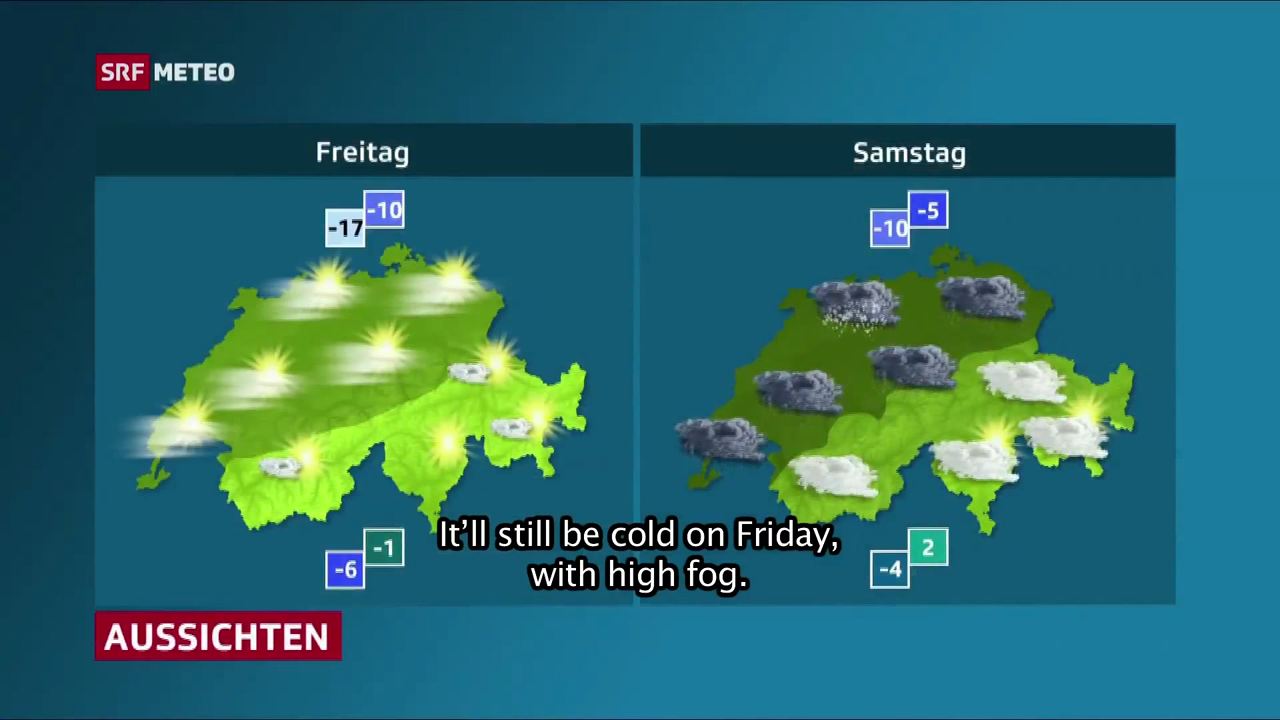 SRF METEO
Freitag
Samstag
-17
-10
-10
-5
-6
-1
-4
2
It'll still be cold on Friday,
with high fog.
AUSSICHTEN